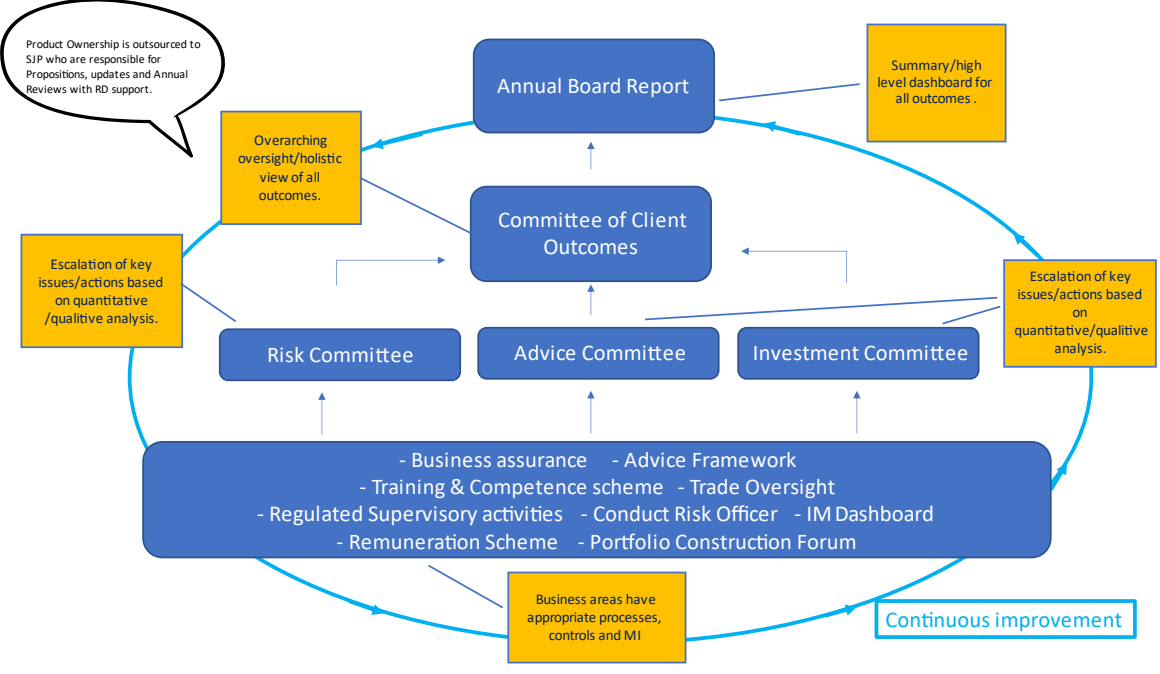 Product Ownership is outsourced to
SJP who are responsible for
Propositions, updates and Annual
Reviews with RD support.
Annual Board Report
Summary/high
level dashboard for
all outcomes .
Overarching
oversight/holistic
view of all
outcomes.
Committee of Client
Outcomes
Escalation of key
issues/actions based
on quantitative
/qualitive analysis.
Escalation of key
issues/actions based
on
quantitative/qualitive
analysis.
Risk Committee
Advice Committee
Investment Committee
- Business assurance - Advice Framework
- Training & Competence scheme - Trade Oversight
- Regulated Supervisory activities - Conduct Risk Officer - IM Dashboard
- Remuneration Scheme - Portfolio Construction Forum
Business areas have
appropriate processes,
controls and MI
Continuous improvement